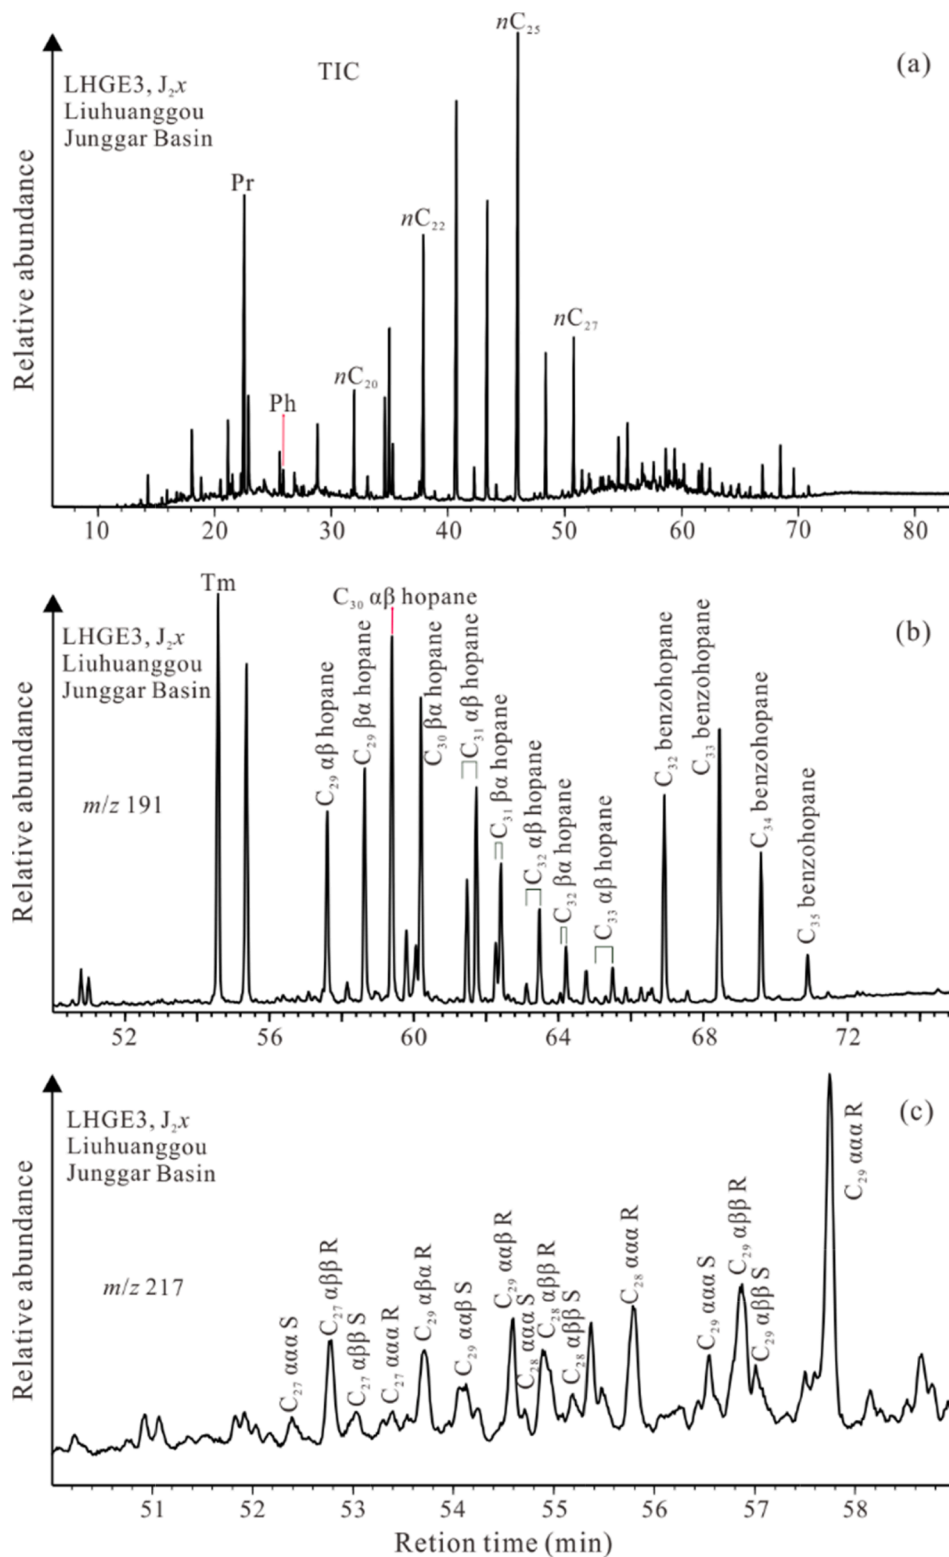 nC₂₅
(a)
TIC
LHGE3, J₂x
Liuhuanggou
Junggar Basin
Pr
nC₂₂
nC₂₇
nC₂₀
Ph
Relative abundance
10 20 30 40 50 60 70 80
Tm
C₃₀ αβ hopane
(b)
LHGE3, J₂x
Liuhuanggou
Junggar Basin
m/z 191
C₂₉ αβ hopane
C₂₉ βα hopane
C₃₀ βα hopane
C₃₁ αβ hopane
C₃₁ βα hopane
C₃₂ αβ hopane
C₃₂ βα hopane
C₃₃ αβ hopane
C₃₂ benzohopane
C₃₃ benzohopane
C₃₄ benzohopane
C₃₅ benzohopane
Relative abundance
52 56 60 64 68 72
(c)
LHGE3, J₂x
Liuhuanggou
Junggar Basin
m/z 217
C₂₇ ααα S
C₂₇ αββ R
C₂₇ αββ S
C₂₇ ααα R
C₂₉ αβα R
C₂₉ ααβ S
C₂₉ ααβ R
C₂₈ ααα S
C₂₈ αββ R
C₂₈ αββ S
C₂₈ ααα R
C₂₉ ααα S
C₂₉ αββ R
C₂₉ αββ S
C₂₉ ααα R
Relative abundance
51 52 53 54 55 56 57 58
Retion time (min)